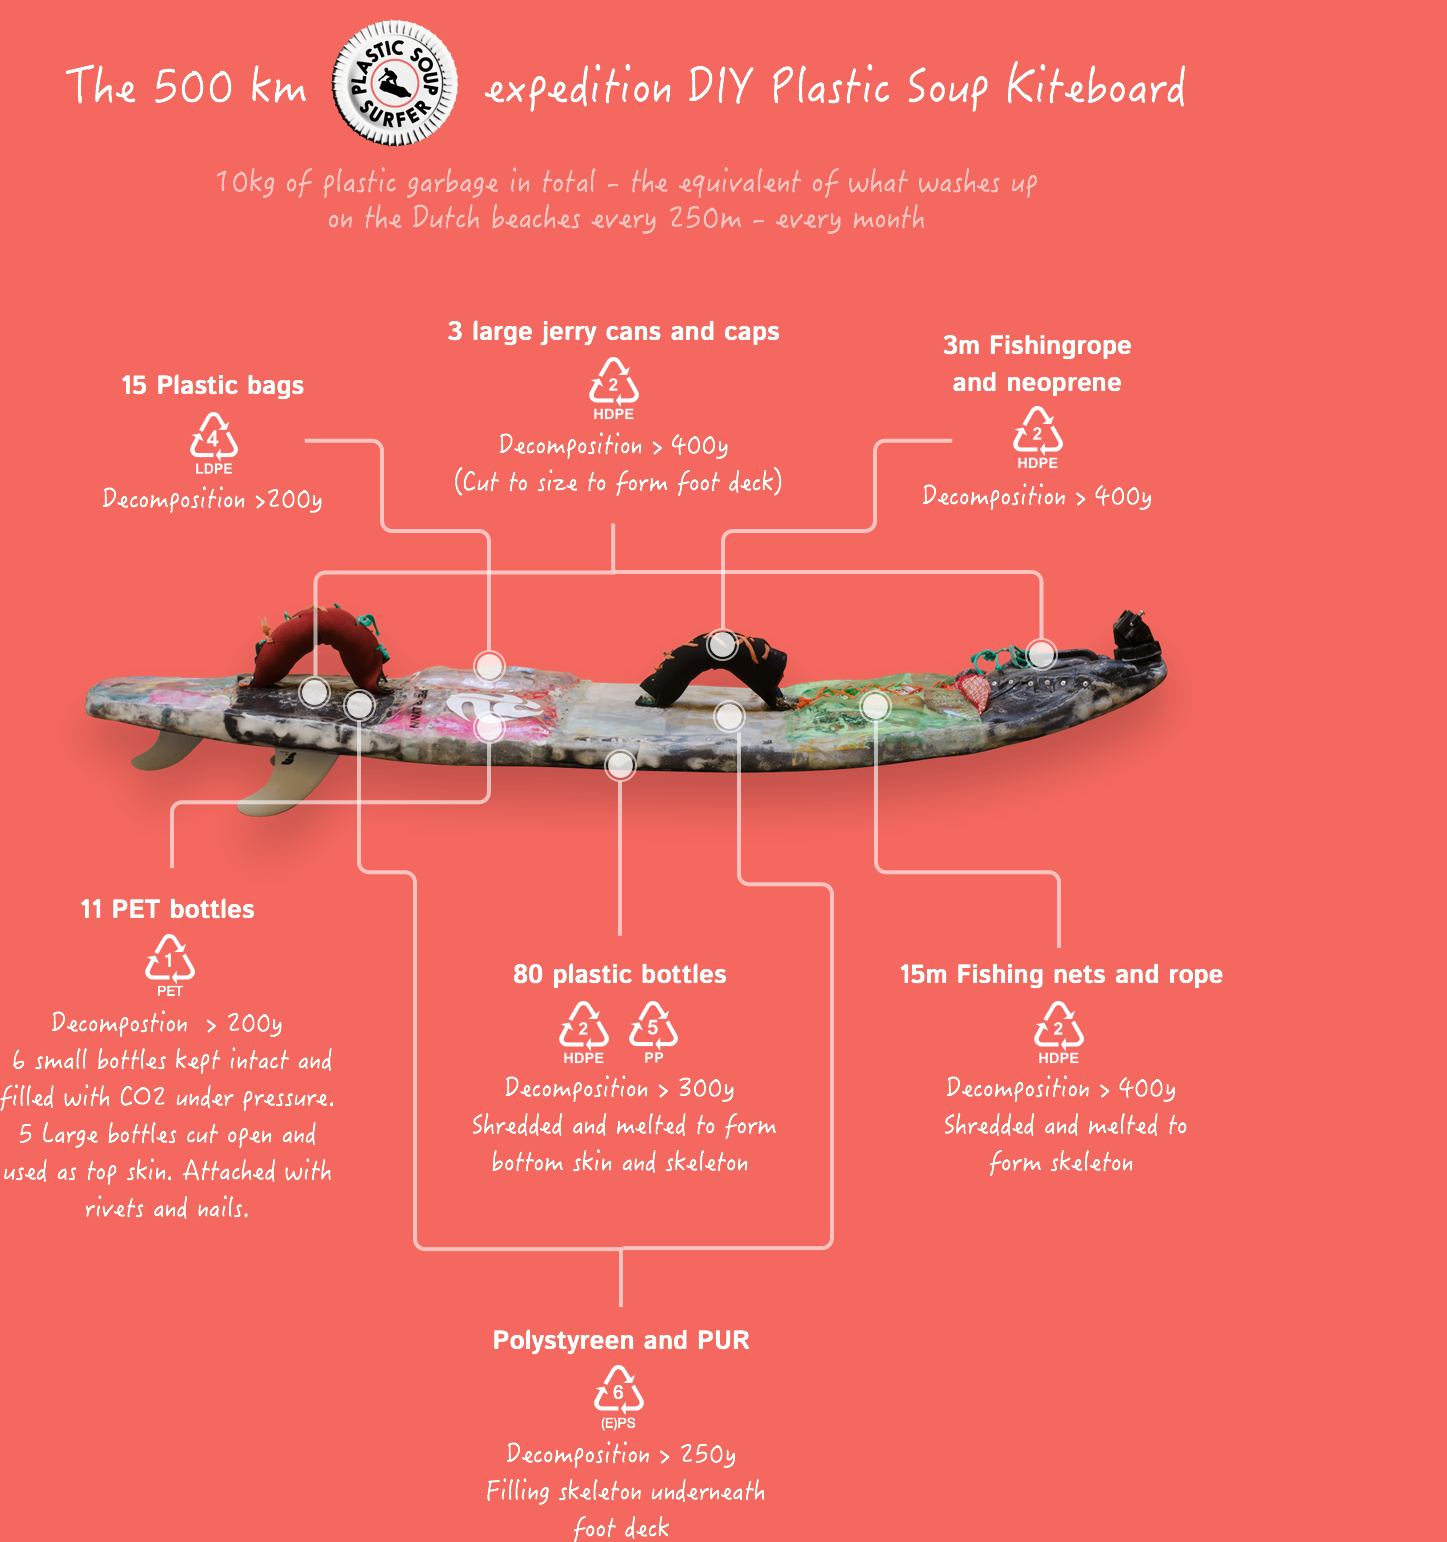 The 500 km
PLASTIC SOUP
SURFER
expedition DIY Plastic Soup Kiteboard
10kg of plastic garbage in total - the equivalent of what washes up
on the Dutch beaches every 250m - every month
15 Plastic bags
4
LDPE
Decomposition >200y
3 large jerry cans and caps
2
HDPE
Decomposition > 400y
(Cut to size to form foot deck)
3m Fishingrope
and neoprene
2
HDPE
Decomposition > 400y
11 PET bottles
1
PET
Decompostion > 200y
6 small bottles kept intact and
filled with CO2 under pressure.
5 Large bottles cut open and
used as top skin. Attached with
rivets and nails.
80 plastic bottles
2 5
HDPE PP
Decomposition > 300y
Shredded and melted to form
bottom skin and skeleton
15m Fishing nets and rope
2
HDPE
Decomposition > 400y
Shredded and melted to
form skeleton
Polystyreen and PUR
6
(E)PS
Decomposition > 250y
Filling skeleton underneath
foot deck